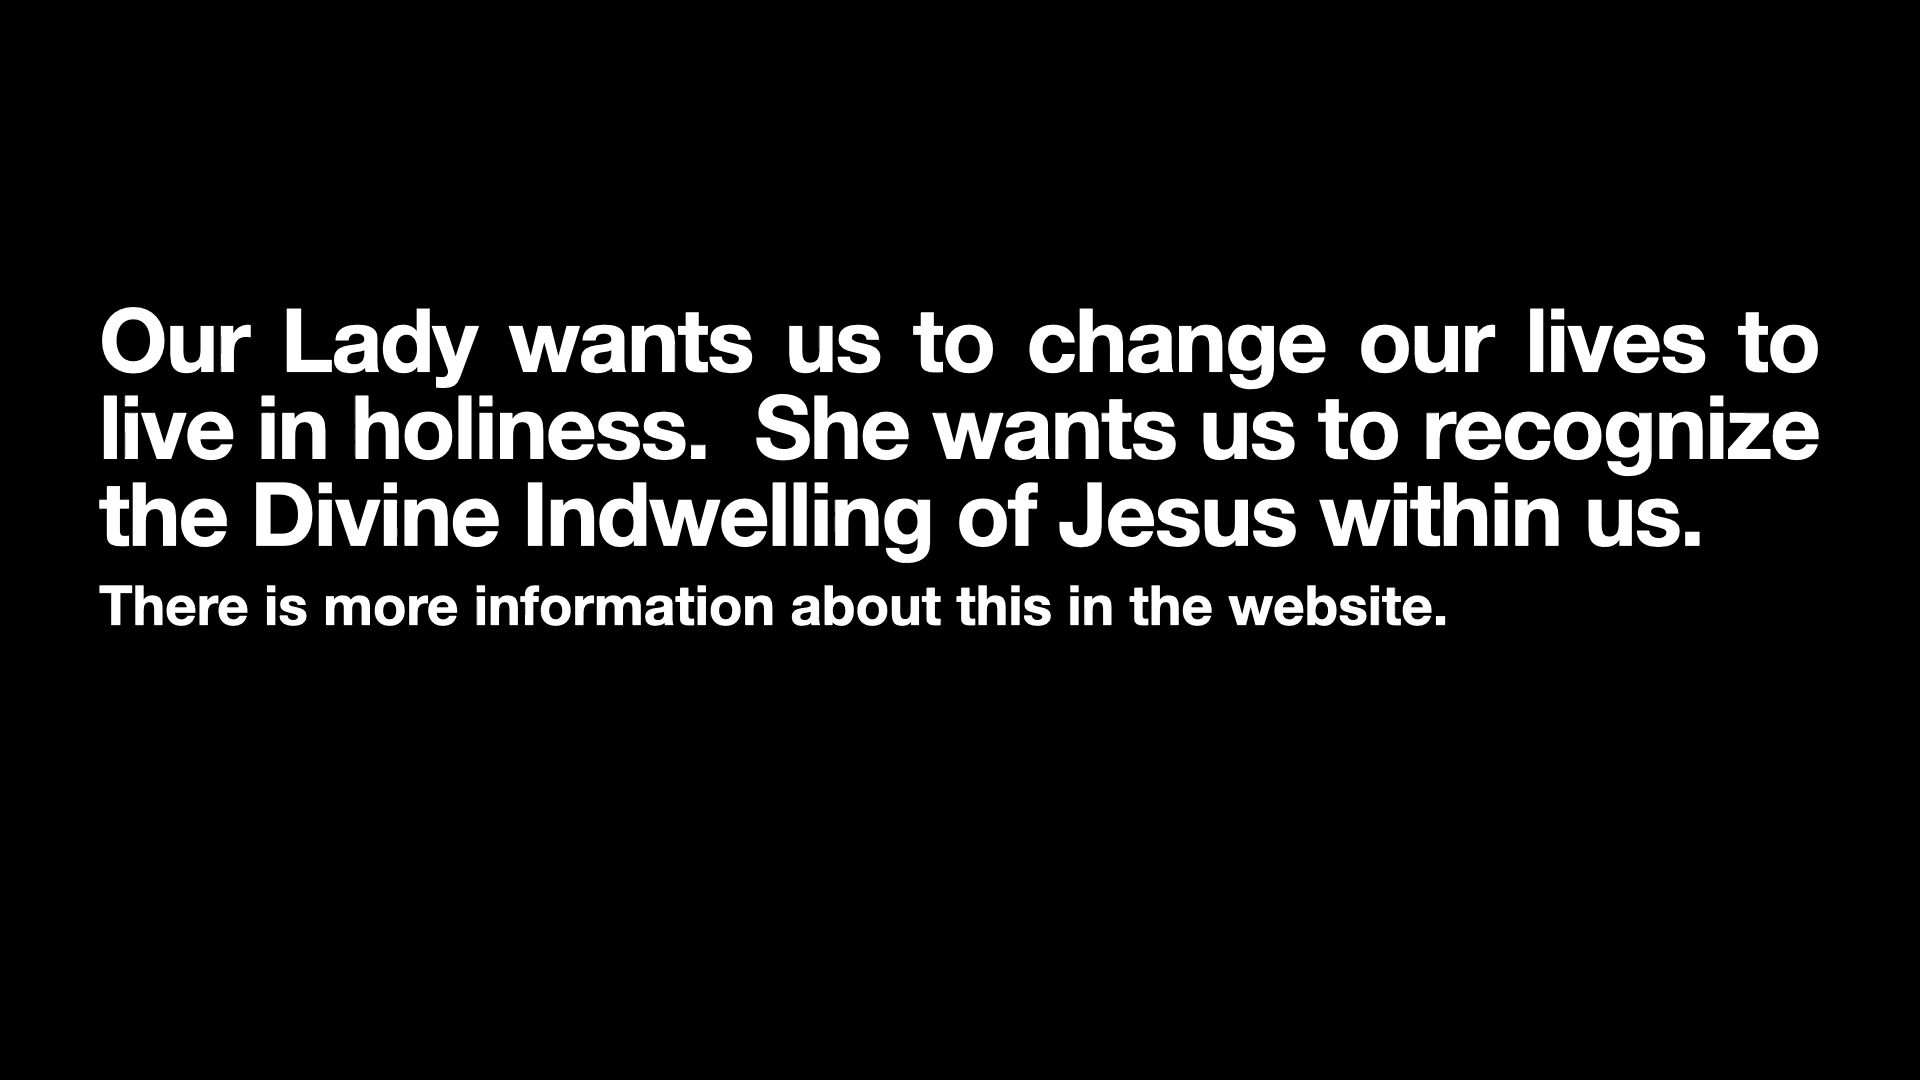 Our Lady wants us to change our lives to
live in holiness.  She wants us to recognize
the Divine Indwelling of Jesus within us.
There is more information about this in the website.